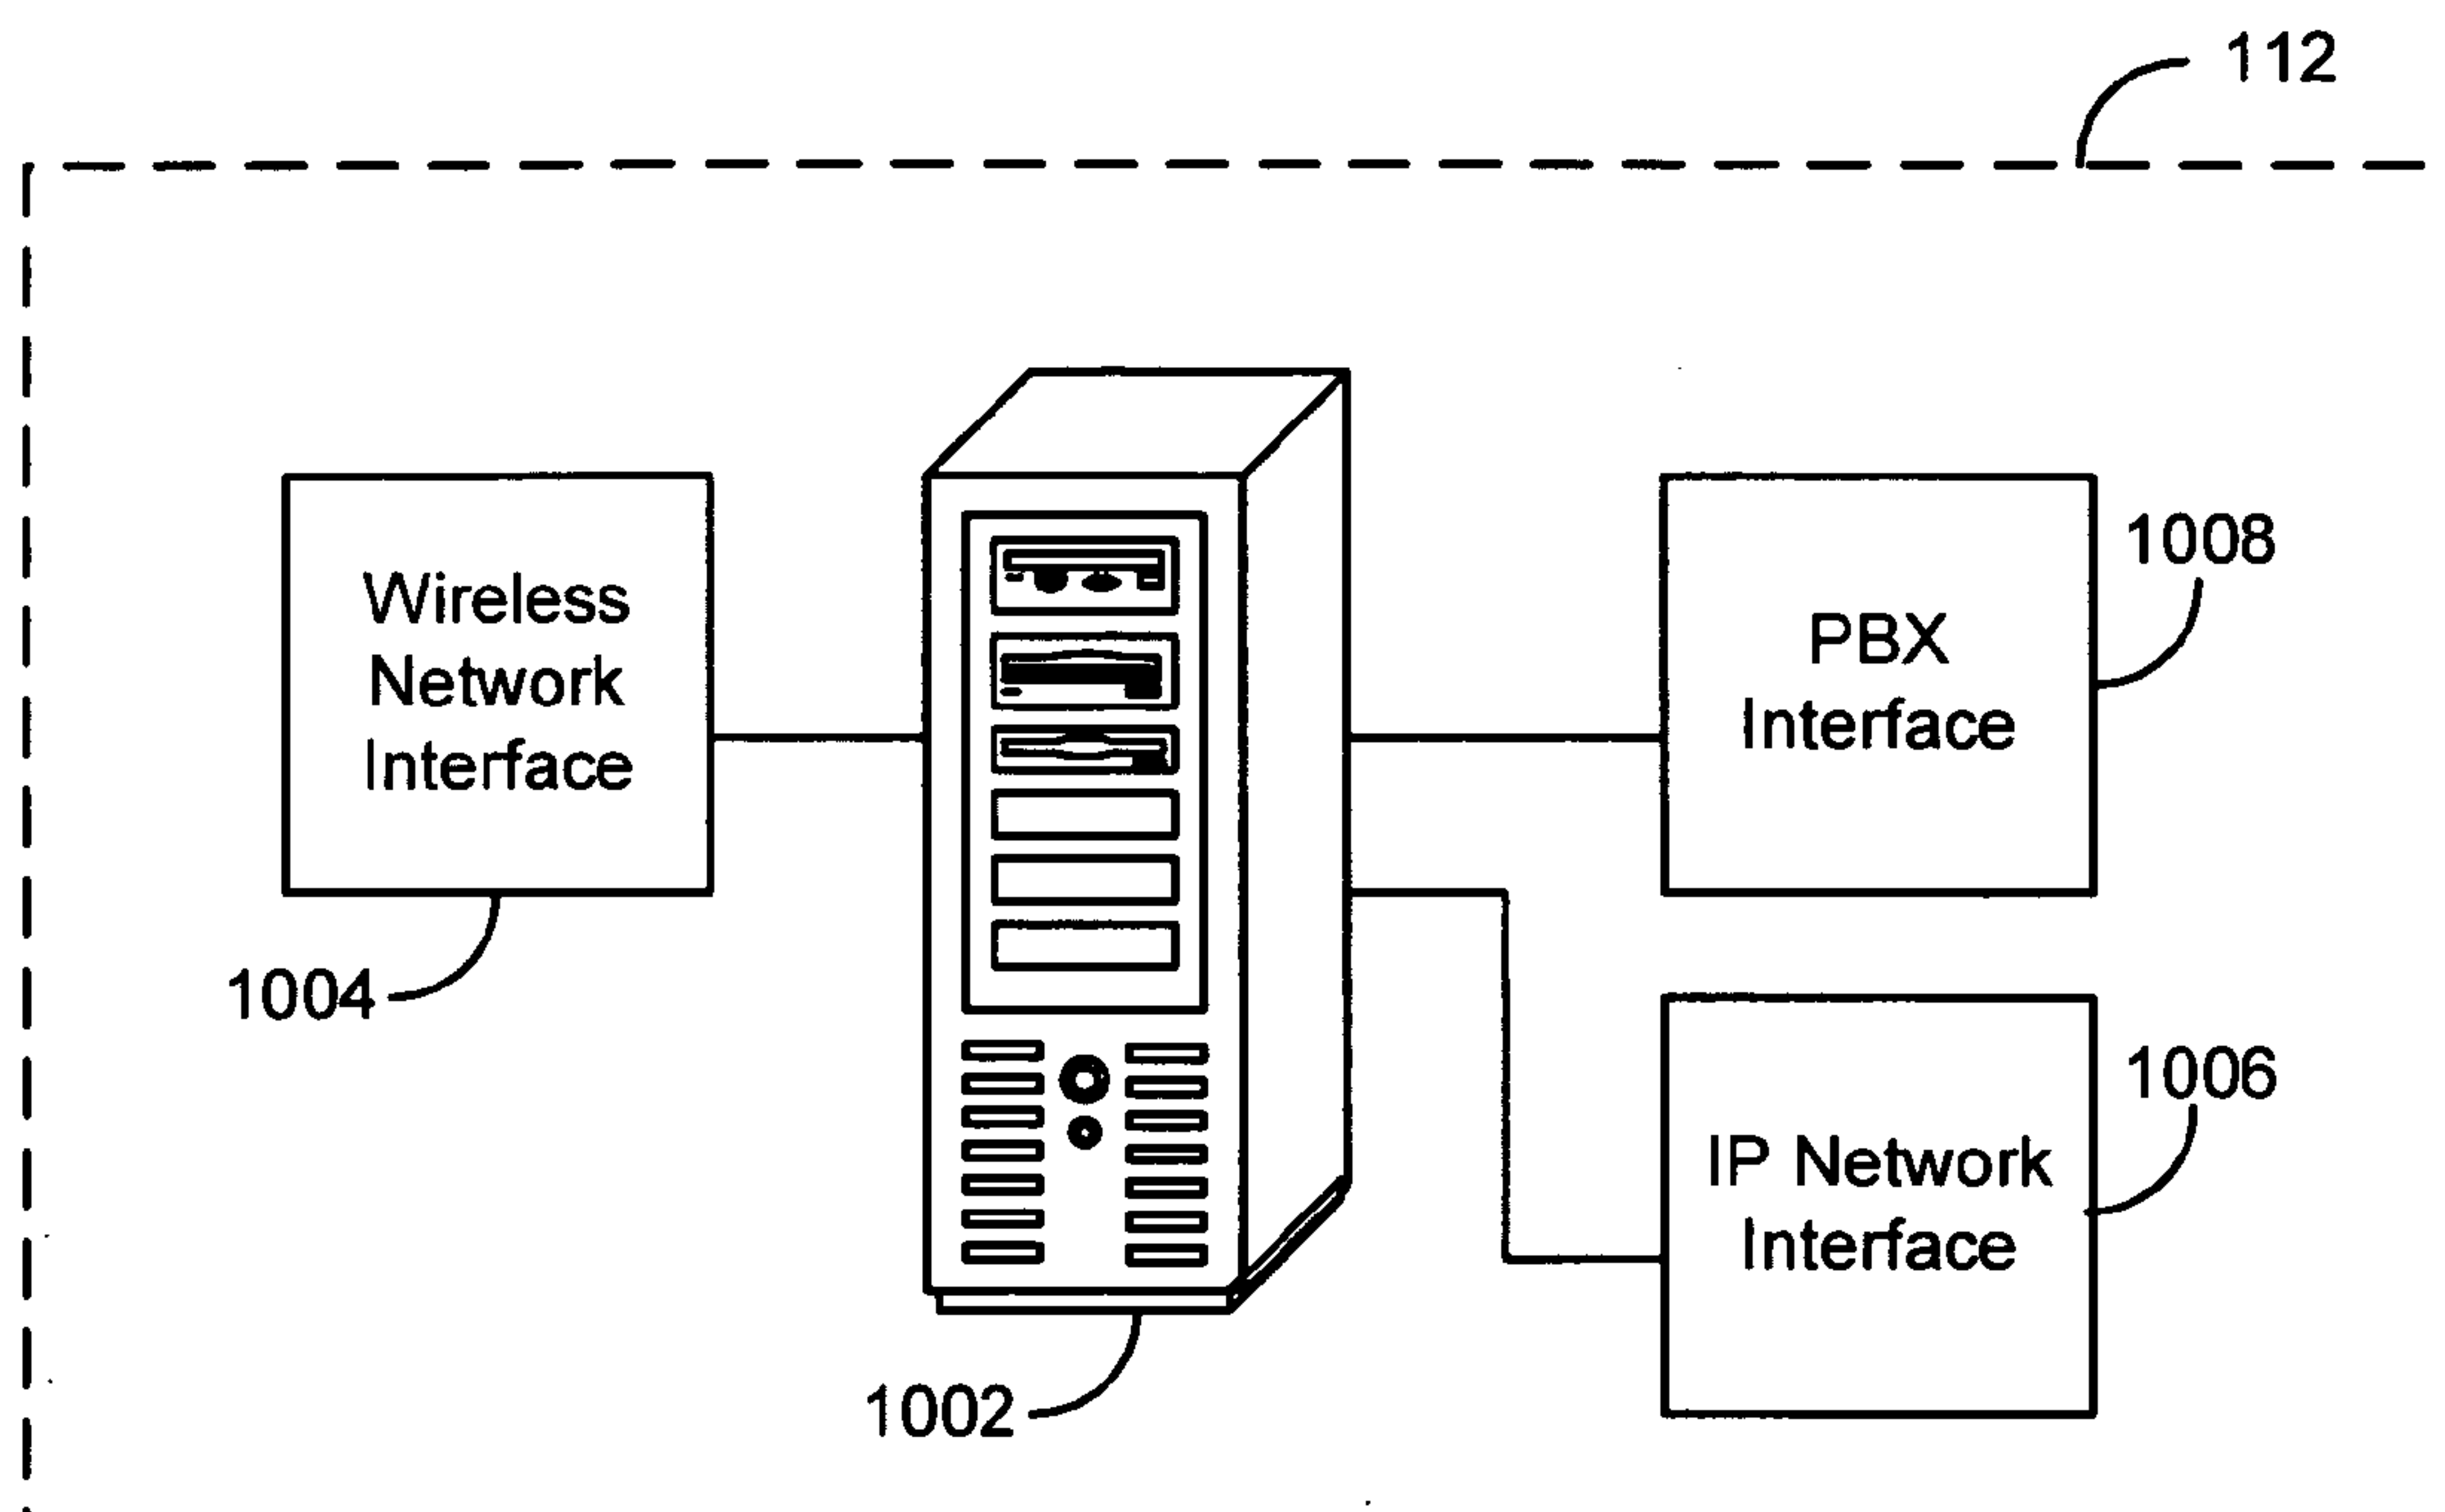 112
Wireless
Network
Interface
1004
1002
PBX
Interface
1008
IP Network
Interface
1006